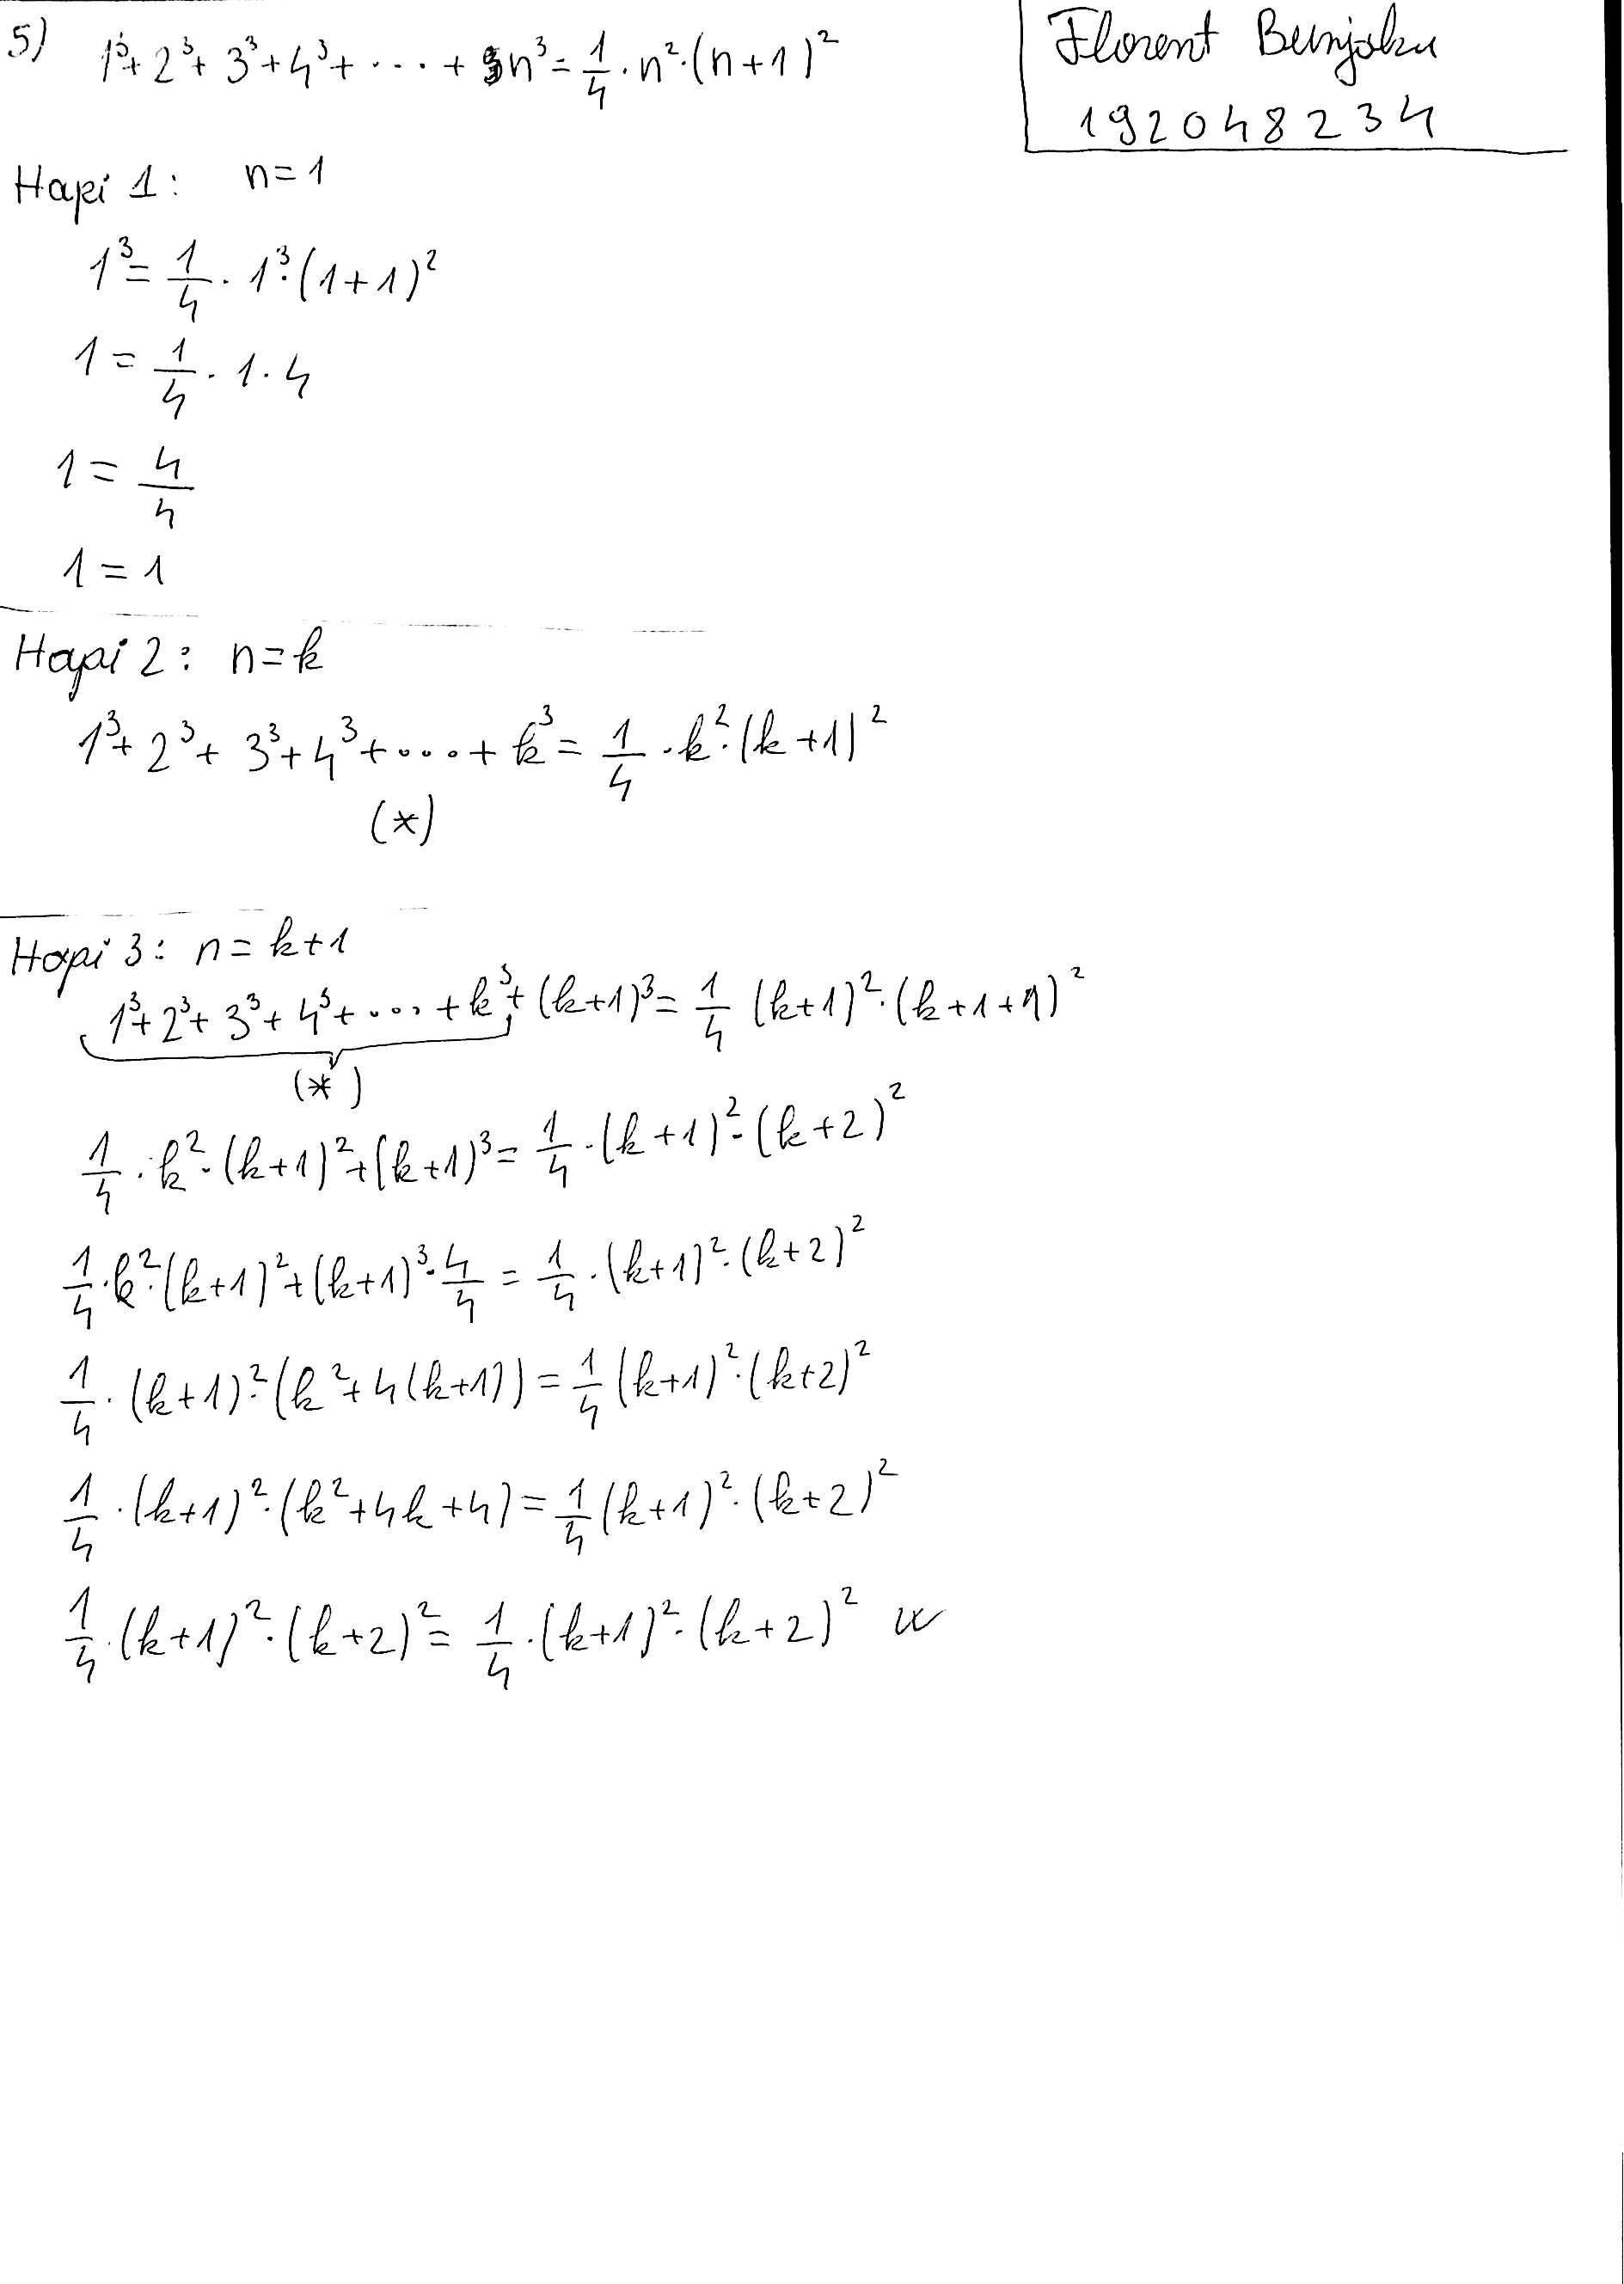 5) 1³+2³+3³+4³+ ... + n³ = 1/4 · n² · (n+1)²
Florent Bunjaku
192048234
Hapi 1: n=1
1³ = 1/4 · 1³ · (1+1)²
1 = 1/4 · 1 · 4
1 = 4/4
1 = 1
Hapi 2: n=k
1³+2³+3³+4³+....+k³ = 1/4 · k² · (k+1)²
(*)
Hapi 3: n=k+1
1³+2³+3³+4³+....+k³+(k+1)³ = 1/4 (k+1)² · (k+1+1)²
(*)
1/4 · k² · (k+1)²+(k+1)³ = 1/4 · (k+1)² · (k+2)²
1/4 · k² · (k+1)²+(k+1)³ · 4/4 = 1/4 · (k+1)² · (k+2)²
1/4 · (k+1)² · (k²+4(k+1)) = 1/4 (k+1)² · (k+2)²
1/4 · (k+1)² · (k²+4k+4) = 1/4 (k+1)² · (k+2)²
1/4 · (k+1)² · (k+2)² = 1/4 · (k+1)² · (k+2)²